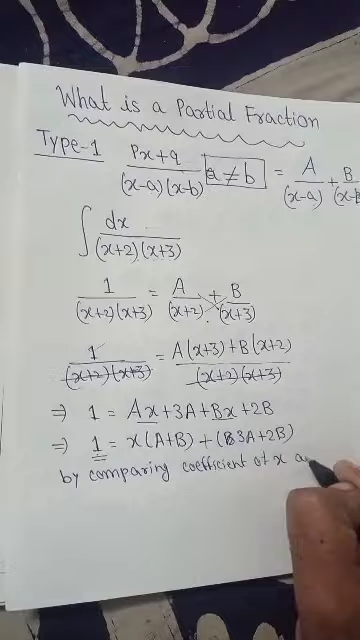 What is a Partial Fraction
Type-1 Px+q/(x-a)(x-b) a≠b = A/(x-a) + B/(x-b
∫ dx/(x+2)(x+3)
1/(x+2)(x+3) = A/(x+2) + B/(x+3)
1/(x+2)(x+3) = A(x+3)+B(x+2)/(x+2)(x+3)
⇒ 1 = Ax+3A+Bx+2B
⇒ 1 = x(A+B)+(3A+2B)
by comparing coefficient of x a